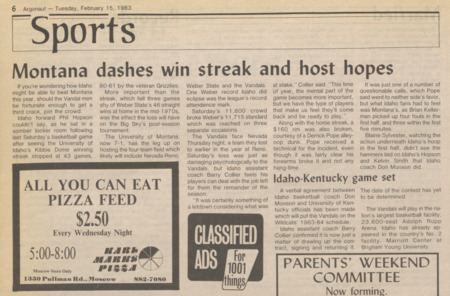 6 Argonaut — Tuesday, February 15, 1983
Sports
Montana dashes win streak and host hopes
If you're wondering how Idaho
might be able to beat Montana
this year, should the Vandal men
be fortunate to get a
last crack, join the crowd.
Idaho forward Phil Hopson
couldn't say, as he sat in a
somber locker room following
last Saturday's basketball game
after seeing the University of
Idaho's Kibbie Dome winning
streak stopped at 43 games,
60-61 by the veteran Grizzlies.
More important than the
streak, which fell three games
shy of Weber State's 46 straight
wins at home in the mid-1970s,
was the effect the loss will have
on the Big Sky's post-season
tournament.
The University of Montana,
now 7-1, has the leg up on
hosting the four-team field which
likely will include Nevada Reno,
Weber State and the Vandals.
One Weber record Idaho did
eclipse was the league's record
attendance mark.
Saturday's 11,800 crowd
broke Weber's 11,715 standard
which was reached on three
separate occasions.
The Vandals face Nevada
Thursday night, a team they lost
to earlier in the year at Reno.
Saturday's loss was just as
damaging psychologically to the
Vandals, but Idaho assistant
coach Barry Collier feels his
players can deal with the job left
for them the remainder of the
season.
"It was certainly something of
a letdown considering what was
at stake," Collier said. "This time
of year, the mental part of the
game becomes more important,
but we have the type of players
that make us feel they'll come
back and be ready to play."
Along with the home streak, a
$160 rim was also broken,
courtesy of a Derrick Pope alley-
oop dunk. Pope received a
technical for the incident, even
though it was fairly clear his
forearms broke it and not any
hang time.
It was just one of a number of
questionable calls, which Pope
said went to the poor side's favor,
but what Idaho fans had to feel
was Montana's, as Brian Keller-
man picked up four fouls in the
first half, and three within the first
five minutes.
Blaine Sylvester, watching the
action underneath Idaho's hoop
in the first half, didn't see the
hammers laid on Idaho's Hopson
and Kelvin Smith that Idaho
coach Don Monson did.
Idaho-Kentucky game set
A verbal agreement between
Idaho basketball coach Don
Monson and University of Ken-
tucky officials has been made
which will put the Vandals on the
Wildcats' 1983-84 schedule.
Idaho assistant coach Barry
Collier confirmed it is now just a
matter of drawing up the con-
tract, signing and returning it.
The date of the contest has yet
to be determined.
The Vandals will play in the na-
tion's largest basketball facility,
23,600-seat Adolph Rupp
Arena. Idaho has already ap-
peared in the country's No. 2
facility, Marriott Center at
Brigham Young University.
ALL YOU CAN EAT
PIZZA FEED
$2.50
Every Wednesday Night
5:00-8:00
KARL
MARKS
PIZZA
Moscow Store Only
1330 Pullman Rd., Moscow 882-7080
CLASSIFIED
ADS
For
1001
things
PARENTS' WEEKEND
COMMITTEE
Now forming.